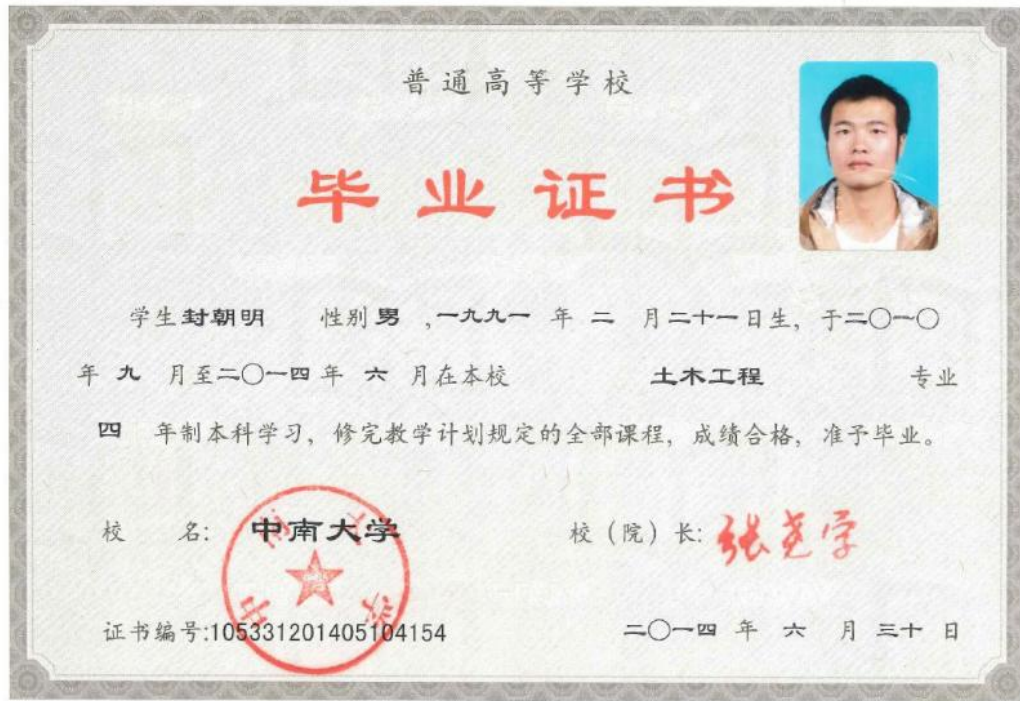 普通高等学校
毕业证书
学生封朝明 性别男,一九九一年二月二十一日生,于二〇一〇
年九月至二〇一四年六月在本校 土木工程 专业
四年制本科学习,修完教学计划规定的全部课程,成绩合格,准予毕业。
校 名: 中南大学 校(院)长: 张尧学
中南大学
证书编号:105331201405104154 二〇一四年六月三十日